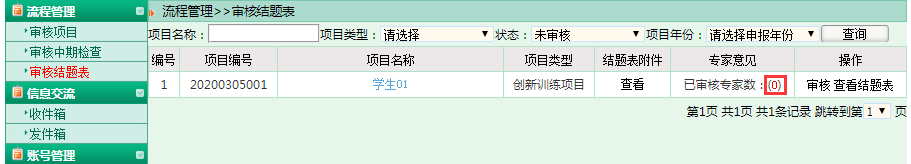 流程管理
审核项目
审核中期检查
审核结题表
信息交流
收件箱
发件箱
账号管理
流程管理>>审核结题表
项目名称： 项目类型： 请选择 状态： 未审核 项目年份： 请选择申报年份 查询
编号 项目编号 项目名称 项目类型 结题表附件 专家意见 操作
1 20200305001 学生01 创新训练项目 查看 已审核专家数：(0) 审核 查看结题表
第1页 共1页 共1条记录 跳转到第 1 页